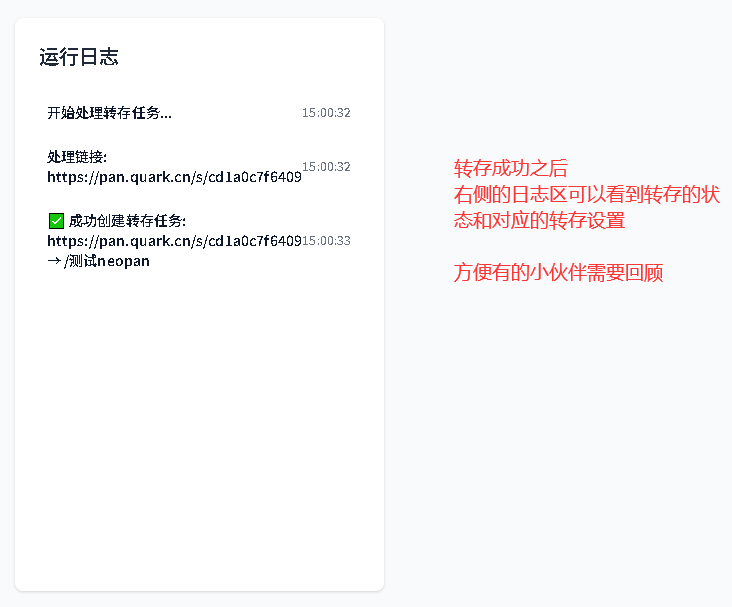 运行日志
开始处理转存任务...
15:00:32
处理链接:
https://pan.quark.cn/s/cd1a0c7f6409
15:00:32
✅ 成功创建转存任务:
https://pan.quark.cn/s/cd1a0c7f6409
→ /测试neopan
15:00:33
转存成功之后
右侧的日志区可以看到转存的状
态和对应的转存设置
方便有的小伙伴需要回顾